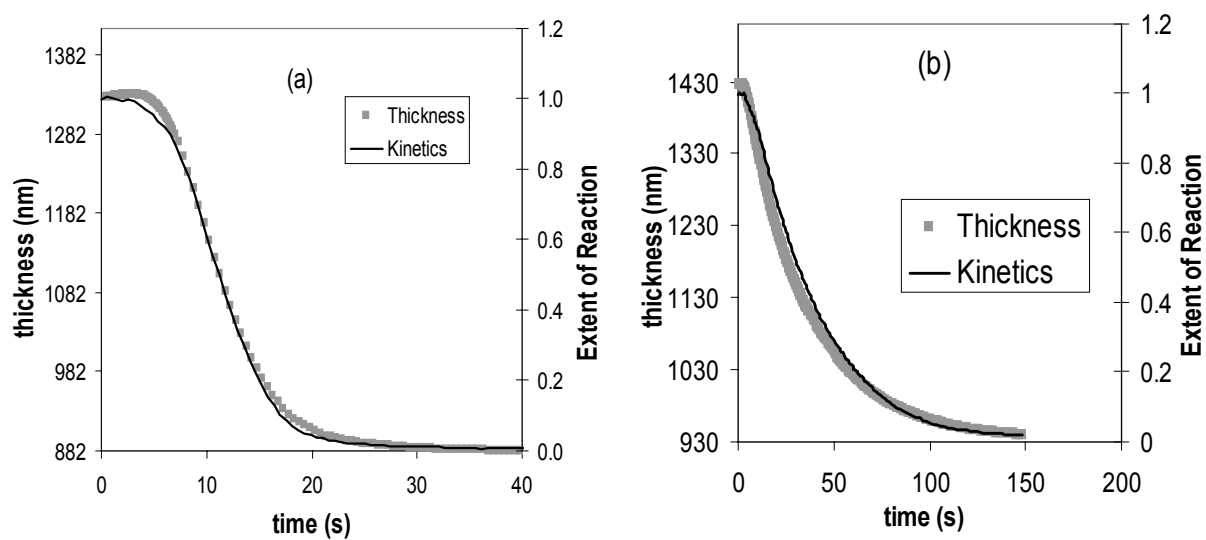 (a)
thickness (nm)
1382
1282
1182
1082
982
882
Thickness
Kinetics
1.2
1.0
0.8
0.6
0.4
0.2
0.0
Extent of Reaction
0 10 20 30 40
time (s)
(b)
thickness (nm)
1430
1330
1230
1130
1030
930
Thickness
Kinetics
1.2
1
0.8
0.6
0.4
0.2
0
Extent of Reaction
0 50 100 150 200
time (s)